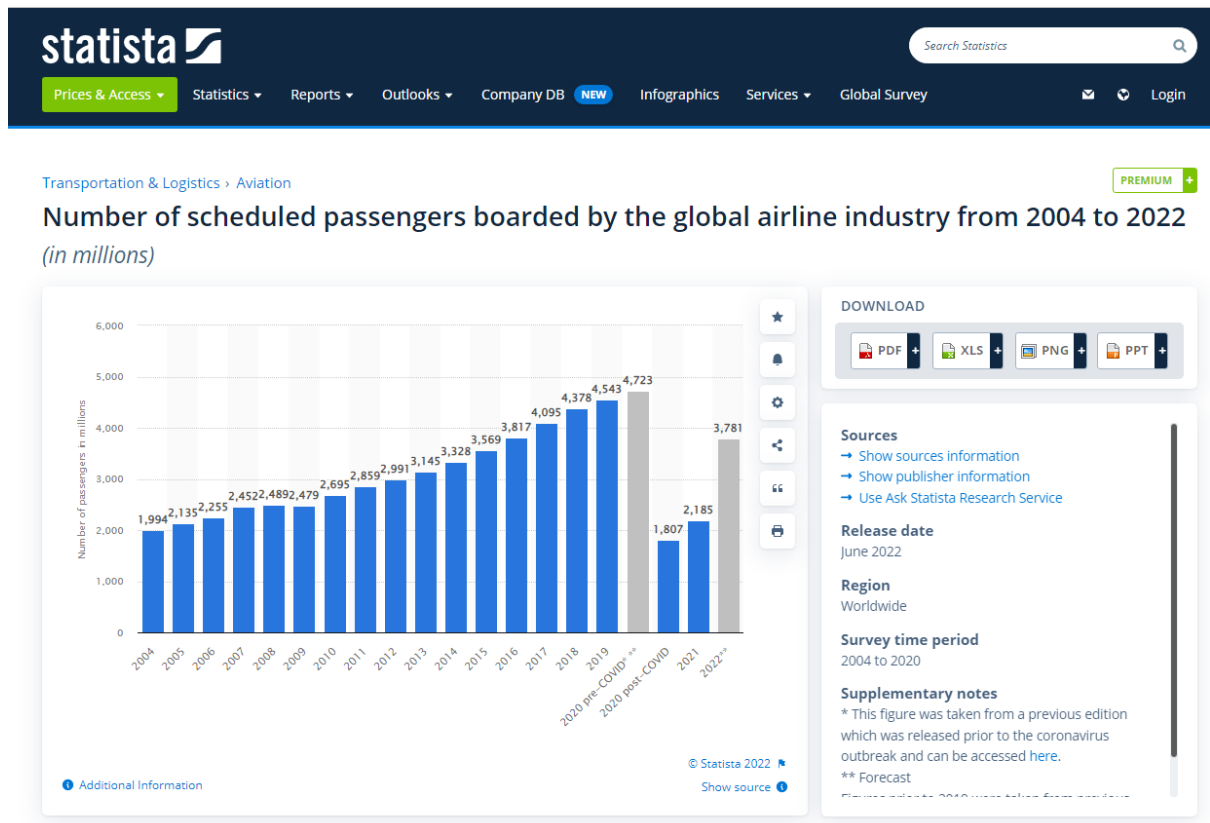 statista
Search Statistics
Prices & Access Statistics Reports Outlooks Company DB NEW Infographics Services Global Survey Login
Transportation & Logistics › Aviation
PREMIUM +
Number of scheduled passengers boarded by the global airline industry from 2004 to 2022
(in millions)
DOWNLOAD
PDF + XLS + PNG + PPT +
Number of passengers in millions
6,000
5,000
4,000
3,000
2,000
1,000
0
1,994 2,135 2,255 2,452 2,489 2,479 2,695 2,859 2,991 3,145 3,328 3,569 3,817 4,095 4,378 4,543 4,723 1,807 2,185 3,781
2004 2005 2006 2007 2008 2009 2010 2011 2012 2013 2014 2015 2016 2017 2018 2019 2020 pre-COVID* ** 2020 post-COVID 2021 2022**
Additional Information
© Statista 2022
Show source
Sources
→ Show sources information
→ Show publisher information
→ Use Ask Statista Research Service
Release date
June 2022
Region
Worldwide
Survey time period
2004 to 2020
Supplementary notes
* This figure was taken from a previous edition
which was released prior to the coronavirus
outbreak and can be accessed here.
** Forecast